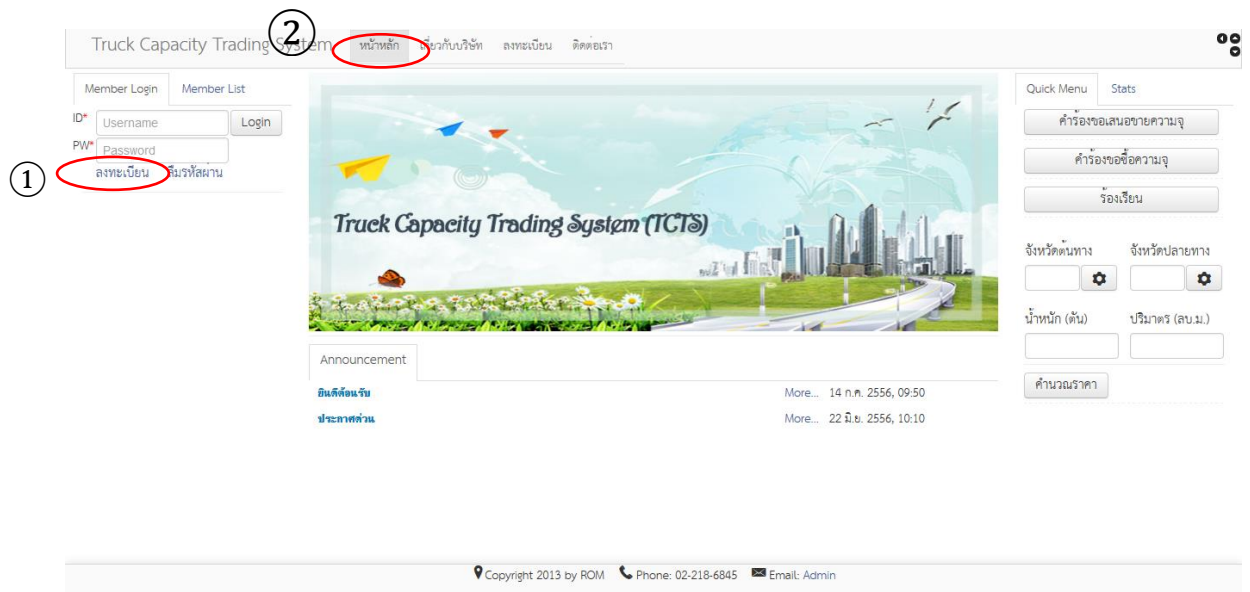 ②
Truck Capacity Trading System หน้าหลัก เกี่ยวกับบริษัท ลงทะเบียน ติดต่อเรา
Member Login Member List
ID* Username Login
PW* Password
① ลงทะเบียน ลืมรหัสผ่าน
Truck Capacity Trading System (TCTS)
Announcement
ยินดีต้อนรับ More... 14 ก.ค. 2556, 09:50
ประกาศด่วน More... 22 มิ.ย. 2556, 10:10
Quick Menu Stats
คำร้องขอเสนอขายความจุ
คำร้องขอซื้อความจุ
ร้องเรียน
จังหวัดต้นทาง จังหวัดปลายทาง
น้ำหนัก (ตัน) ปริมาตร (ลบ.ม.)
คำนวณราคา
Copyright 2013 by ROM Phone: 02-218-6845 Email: Admin